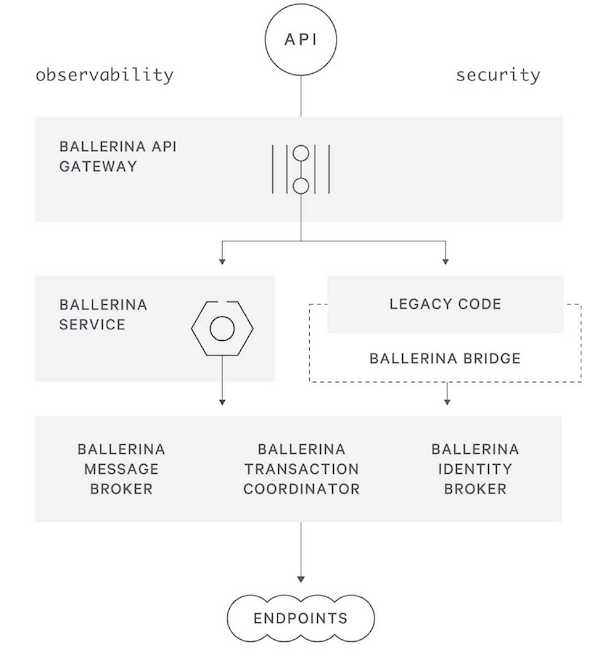 API
observability
security
BALLERINA API
GATEWAY
BALLERINA
SERVICE
LEGACY CODE
BALLERINA BRIDGE
BALLERINA
MESSAGE
BROKER
BALLERINA
TRANSACTION
COORDINATOR
BALLERINA
IDENTITY
BROKER
ENDPOINTS